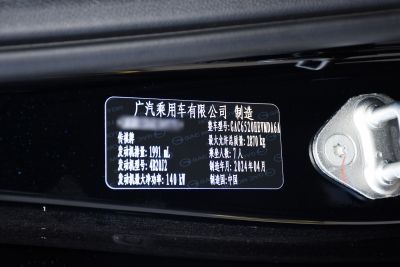 广汽乘用车有限公司 制造
整车型号: GAC6520HEVMDA6A
传祺牌 最大允许总质量: 2870 kg
发动机排量: 1991 mL 乘坐人数: 7人
发动机型号: 4B20J2 制造年月: 2024年04月
发动机最大净功率: 140 kW 制造国: 中国